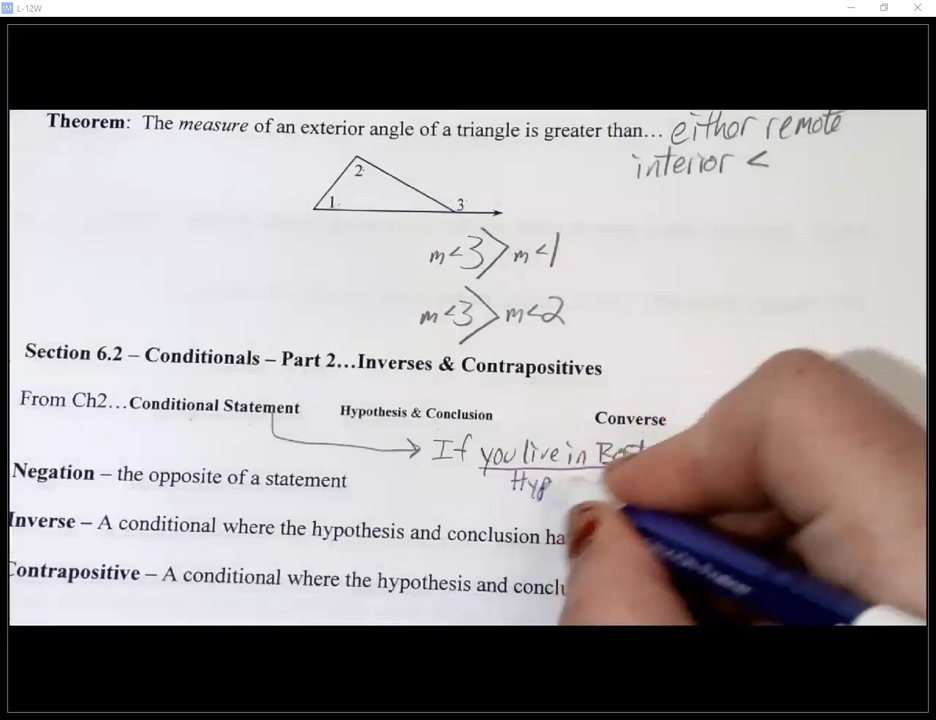 L-12W
Theorem: The measure of an exterior angle of a triangle is greater than... either remote
interior <
2
1
3
m<3 > m<1
m<3 > m<2
Section 6.2 – Conditionals – Part 2...Inverses & Contrapositives
From Ch2...Conditional Statement Hypothesis & Conclusion Converse
If you live in
Hyp
Negation – the opposite of a statement
Inverse – A conditional where the hypothesis and conclusion
Contrapositive – A conditional where the hypothesis and